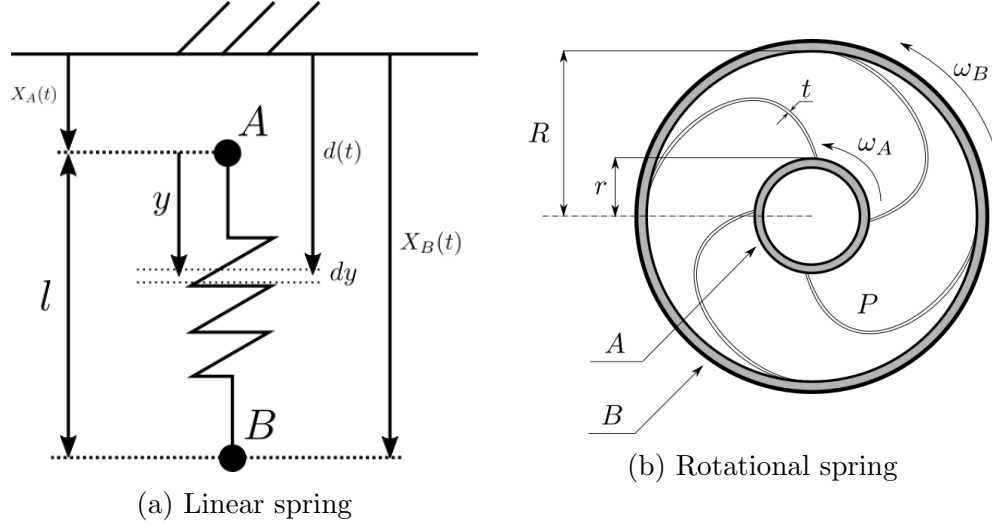 X_A(t)
A
d(t)
y
X_B(t)
dy
l
B
(a) Linear spring
ω_B
t
R
ω_A
r
P
A
B
(b) Rotational spring